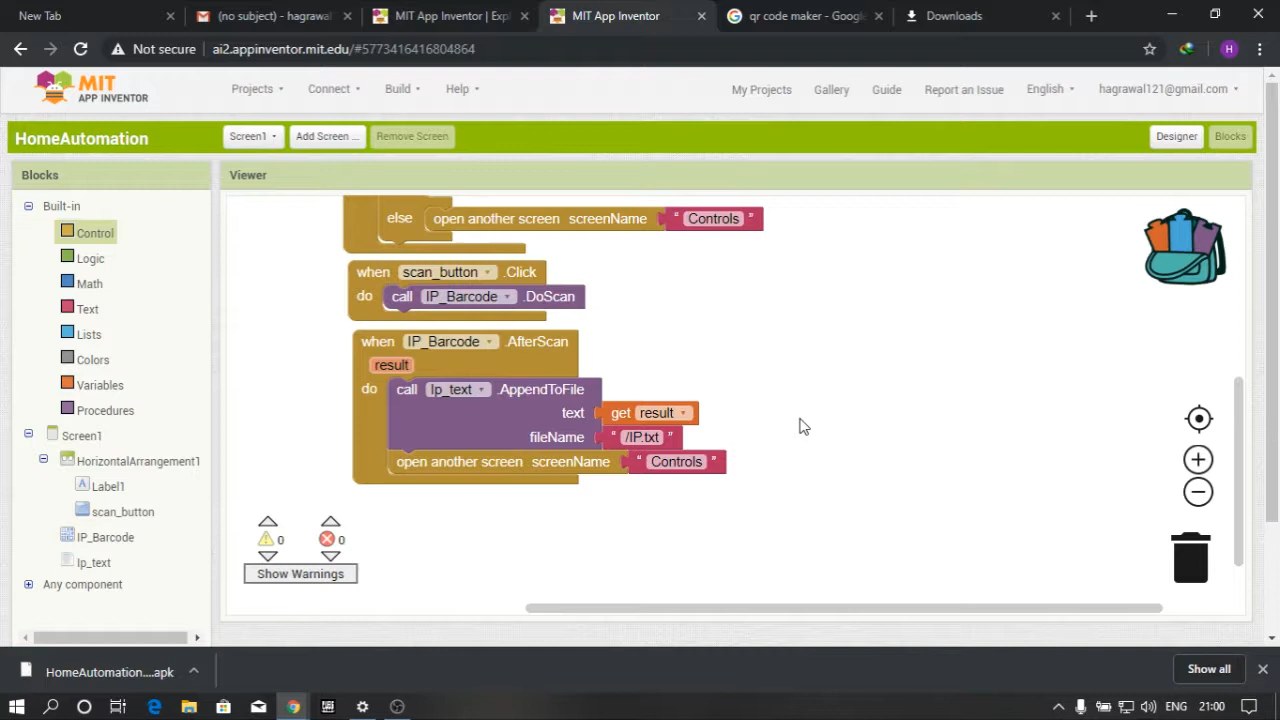 New Tab
(no subject) - hagrawal
MIT App Inventor | Exp
MIT App Inventor
qr code maker - Google
Downloads
Not secure | ai2.appinventor.mit.edu/#5773416416804864
H
MIT
APP INVENTOR
Projects
Connect
Build
Help
My Projects
Gallery
Guide
Report an Issue
English
hagrawal121@gmail.com
HomeAutomation
Screen1
Add Screen ...
Remove Screen
Designer
Blocks
Blocks
Viewer
Built-in
Control
Logic
Math
Text
Lists
Colors
Variables
Procedures
Screen1
HorizontalArrangement1
Label1
scan_button
IP_Barcode
Ip_text
Any component
else open another screen screenName " Controls "
when scan_button .Click
do call IP_Barcode .DoScan
when IP_Barcode .AfterScan
result
do call Ip_text .AppendToFile
text get result
fileName " /IP.txt "
open another screen screenName " Controls "
0 0
Show Warnings
HomeAutomation....apk
Show all
ENG 21:00